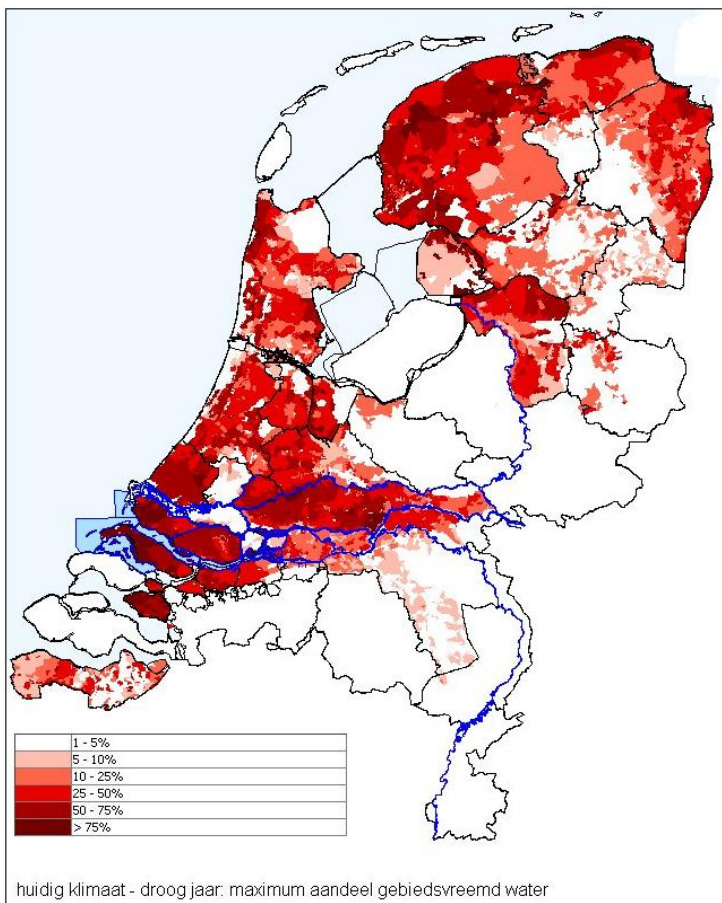 1 - 5%
5 - 10%
10 - 25%
25 - 50%
50 - 75%
> 75%
huidig klimaat - droog jaar: maximum aandeel gebiedsvreemd water